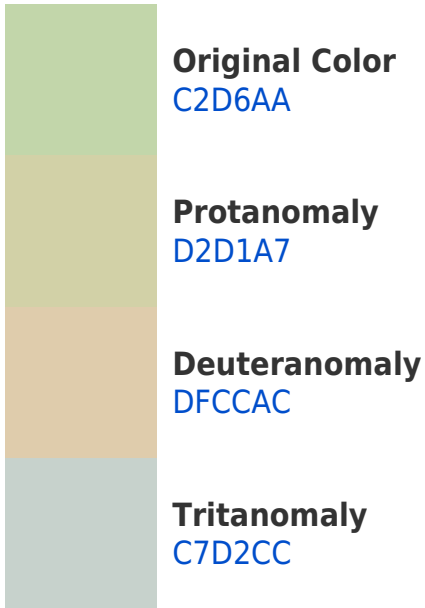 Original Color
C2D6AA
Protanomaly
D2D1A7
Deuteranomaly
DFCCAC
Tritanomaly
C7D2CC